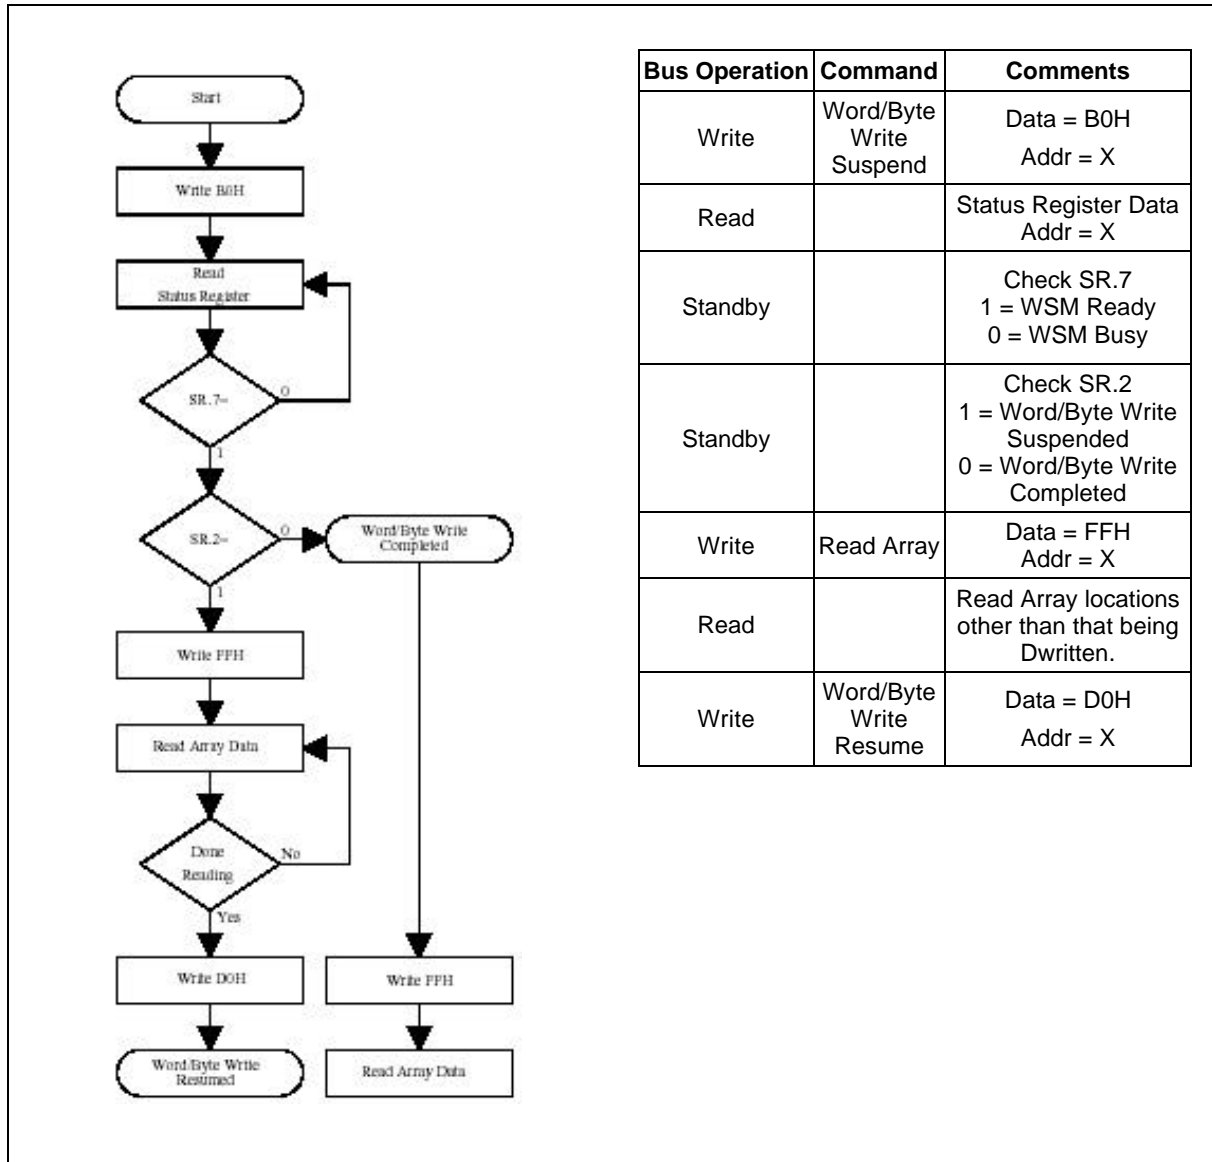 Start
Write B0H
Read
Status Register
SR.7=
0
1
SR.2=
0
Word/Byte Write
Completed
1
Write FFH
Read Array Data
Done
Reading
No
Yes
Write D0H
Write FFH
Word/Byte Write
Resumed
Read Array Data
Bus Operation Command Comments
Write
Word/Byte
Write
Suspend
Data = B0H
Addr = X
Read
Status Register Data
Addr = X
Standby
Check SR.7
1 = WSM Ready
0 = WSM Busy
Standby
Check SR.2
1 = Word/Byte Write
Suspended
0 = Word/Byte Write
Completed
Write
Read Array
Data = FFH
Addr = X
Read
Read Array locations
other than that being
Dwritten.
Write
Word/Byte
Write
Resume
Data = D0H
Addr = X